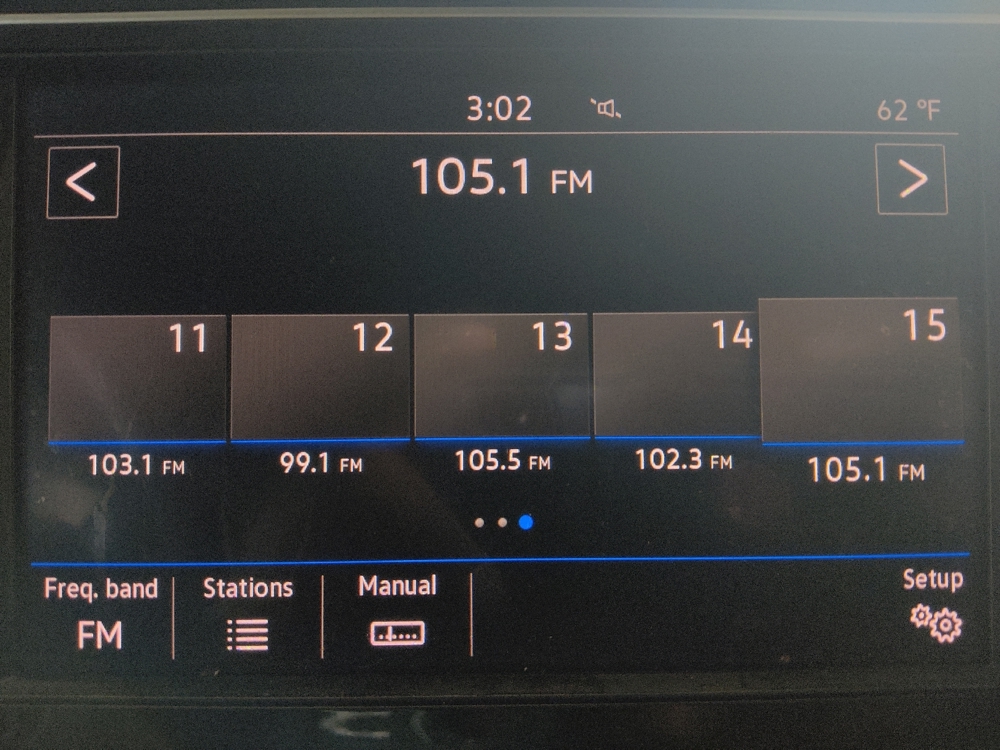 3:02 62 °F
< 105.1 FM >
11 12 13 14 15
103.1 FM 99.1 FM 105.5 FM 102.3 FM 105.1 FM
Freq. band Stations Manual Setup
FM